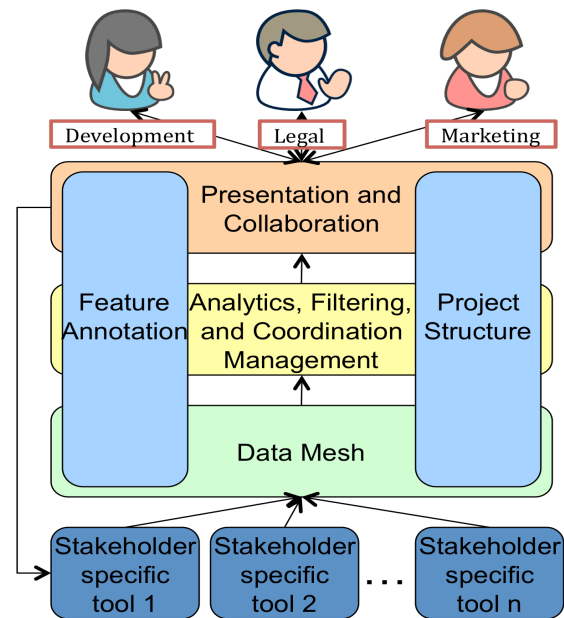 Development
Legal
Marketing
Presentation and
Collaboration
Feature
Annotation
Analytics, Filtering,
and Coordination
Management
Project
Structure
Data Mesh
Stakeholder
specific
tool 1
Stakeholder
specific
tool 2
...
Stakeholder
specific
tool n